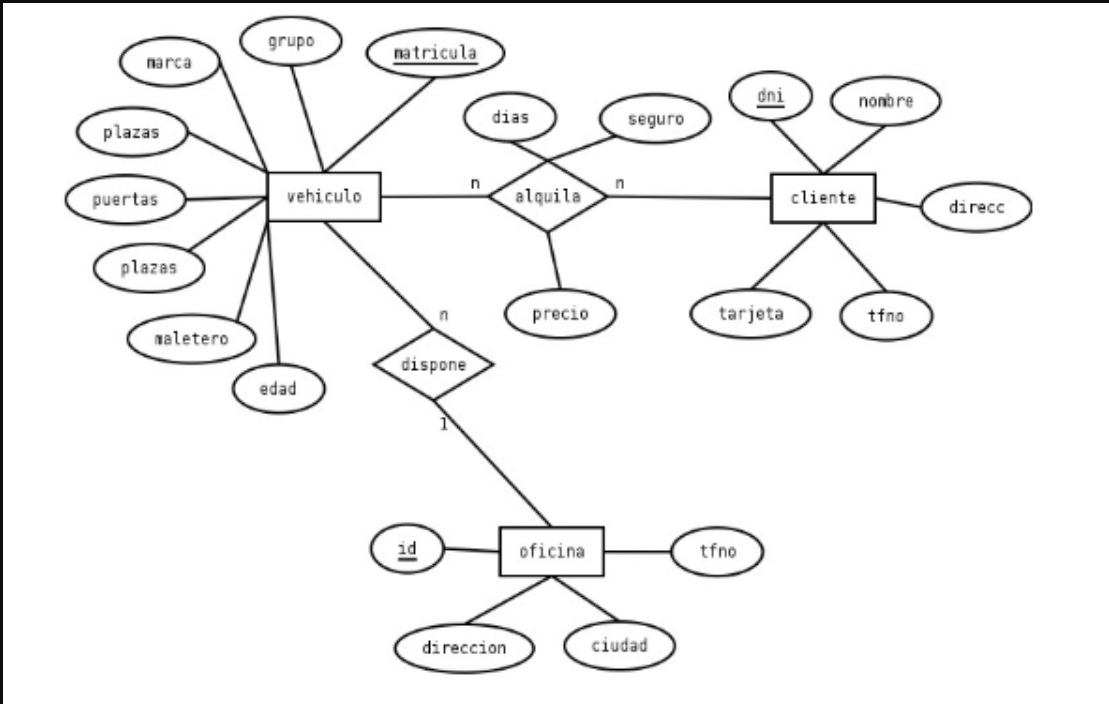 grupo
matricula
marca
dni
nombre
dias
seguro
plazas
n
n
puertas
vehiculo
alquila
cliente
direcc
plazas
precio
tarjeta
tfno
n
maletero
dispone
edad
1
id
oficina
tfno
direccion
ciudad